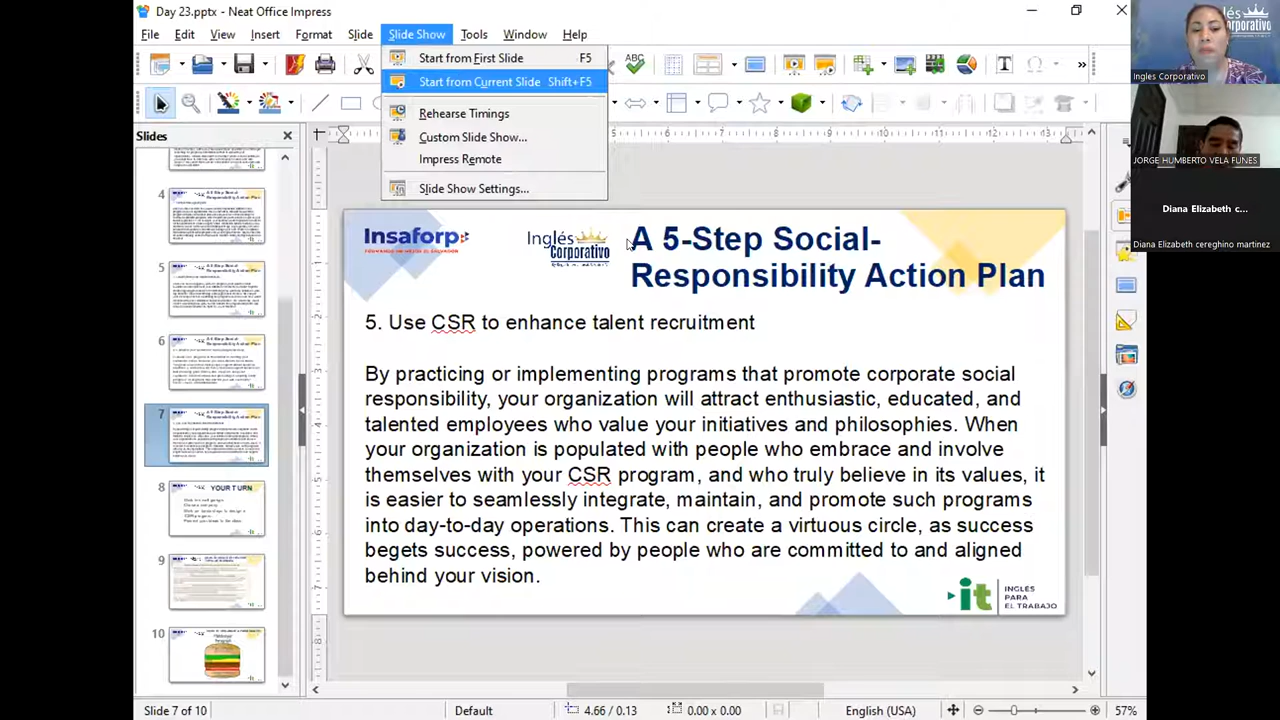 Day 23.pptx - Neat Office Impress
File Edit View Insert Format Slide Slide Show Tools Window Help
Start from First Slide F5
Start from Current Slide Shift+F5
Rehearse Timings
Custom Slide Show...
Impress Remote
Slide Show Settings...
Slides
Insaforp
Inglés
Corporativo
A 5-Step Social-
Responsibility Action Plan
5. Use CSR to enhance talent recruitment
By practicing or implementing programs that promote corporate social
responsibility, your organization will attract enthusiastic, educated, and
talented employees who value your initiatives and philosophies. When
your organization is populated with people who embrace and involve
themselves with your CSR program, and who truly believe in its values, it
is easier to seamlessly integrate, maintain, and promote such programs
into day-to-day operations. This can create a virtuous circle, as success
begets success, powered by people who are committed to and aligned
behind your vision.
it INGLÉS
PARA
EL TRABAJO
4
5
6
7
8
YOUR TURN
9
10
Slide 7 of 10
Default
4.66 / 0.13
0.00 x 0.00
English (USA)
57%
Ingles Corporativo
JORGE HUMBERTO VELA FUNES
Diana Elizabeth c...
Diana Elizabeth cereghino martinez